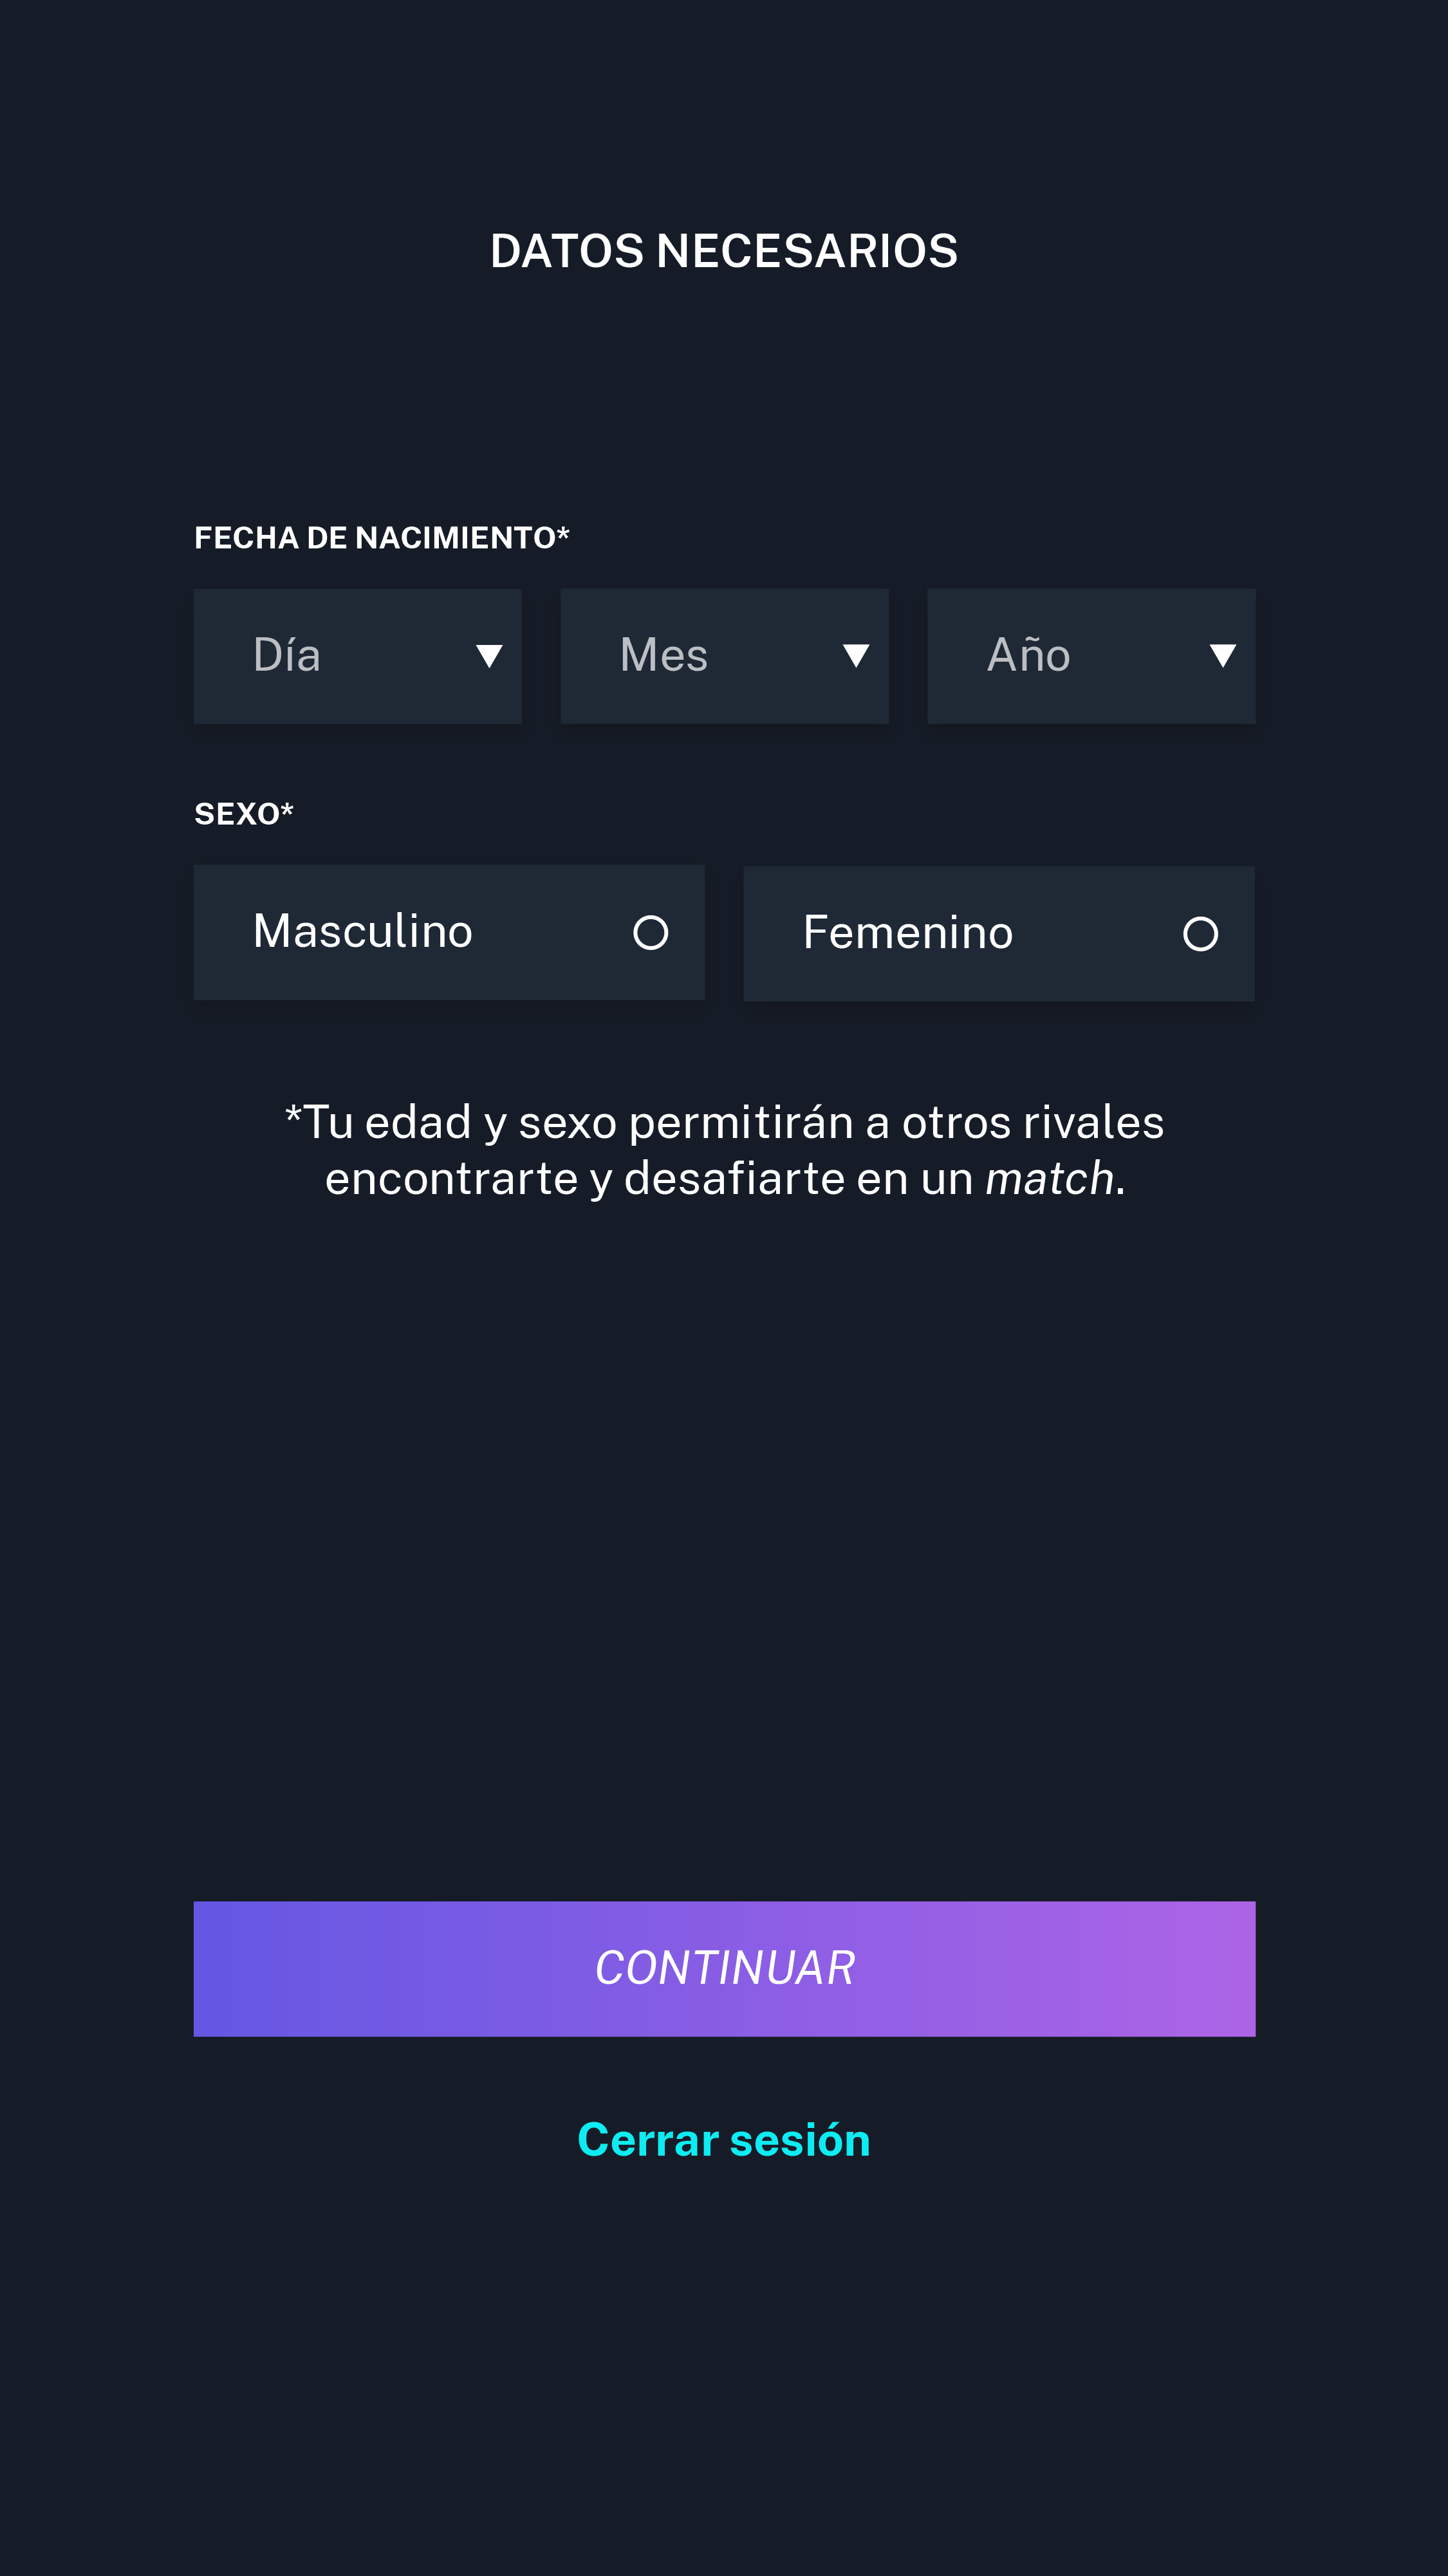 DATOS NECESARIOS
FECHA DE NACIMIENTO*
Día Mes Año
SEXO*
Masculino Femenino
*Tu edad y sexo permitirán a otros rivales
encontrarte y desafiarte en un match.
CONTINUAR
Cerrar sesión